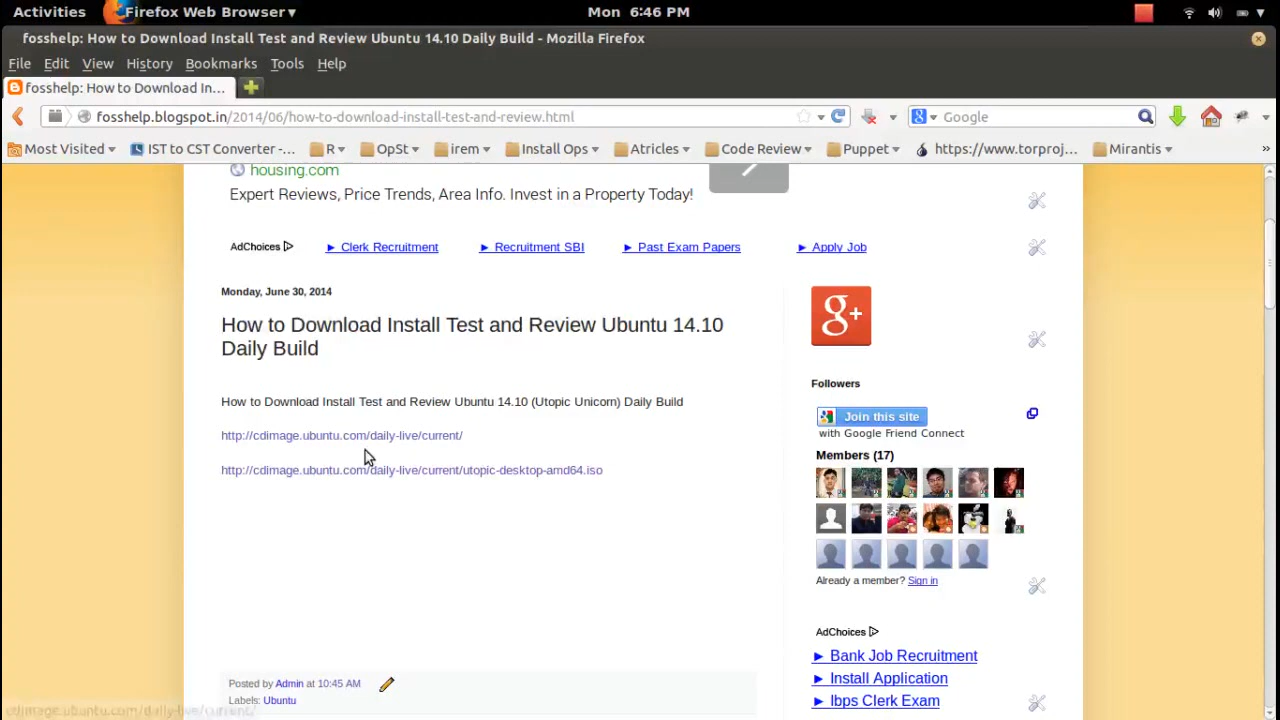 Activities Firefox Web Browser ▾ Mon 6:46 PM
fosshelp: How to Download Install Test and Review Ubuntu 14.10 Daily Build - Mozilla Firefox
File Edit View History Bookmarks Tools Help
fosshelp: How to Download In...
fosshelp.blogspot.in/2014/06/how-to-download-install-test-and-review.html Google
Most Visited IST to CST Converter -... R OpSt irem Install Ops Atricles Code Review Puppet https://www.torproj... Mirantis »
housing.com
Expert Reviews, Price Trends, Area Info. Invest in a Property Today!
AdChoices ► Clerk Recruitment ► Recruitment SBI ► Past Exam Papers ► Apply Job
Monday, June 30, 2014
How to Download Install Test and Review Ubuntu 14.10
Daily Build
How to Download Install Test and Review Ubuntu 14.10 (Utopic Unicom) Daily Build
http://cdimage.ubuntu.com/daily-live/current/
http://cdimage.ubuntu.com/daily-live/current/utopic-desktop-amd64.iso
Posted by Admin at 10:45 AM
Labels: Ubuntu
g+
Followers
Join this site
with Google Friend Connect
Members (17)
Already a member? Sign in
AdChoices
► Bank Job Recruitment
► Install Application
► Ibps Clerk Exam
cdimage.ubuntu.com/daily-live/current/